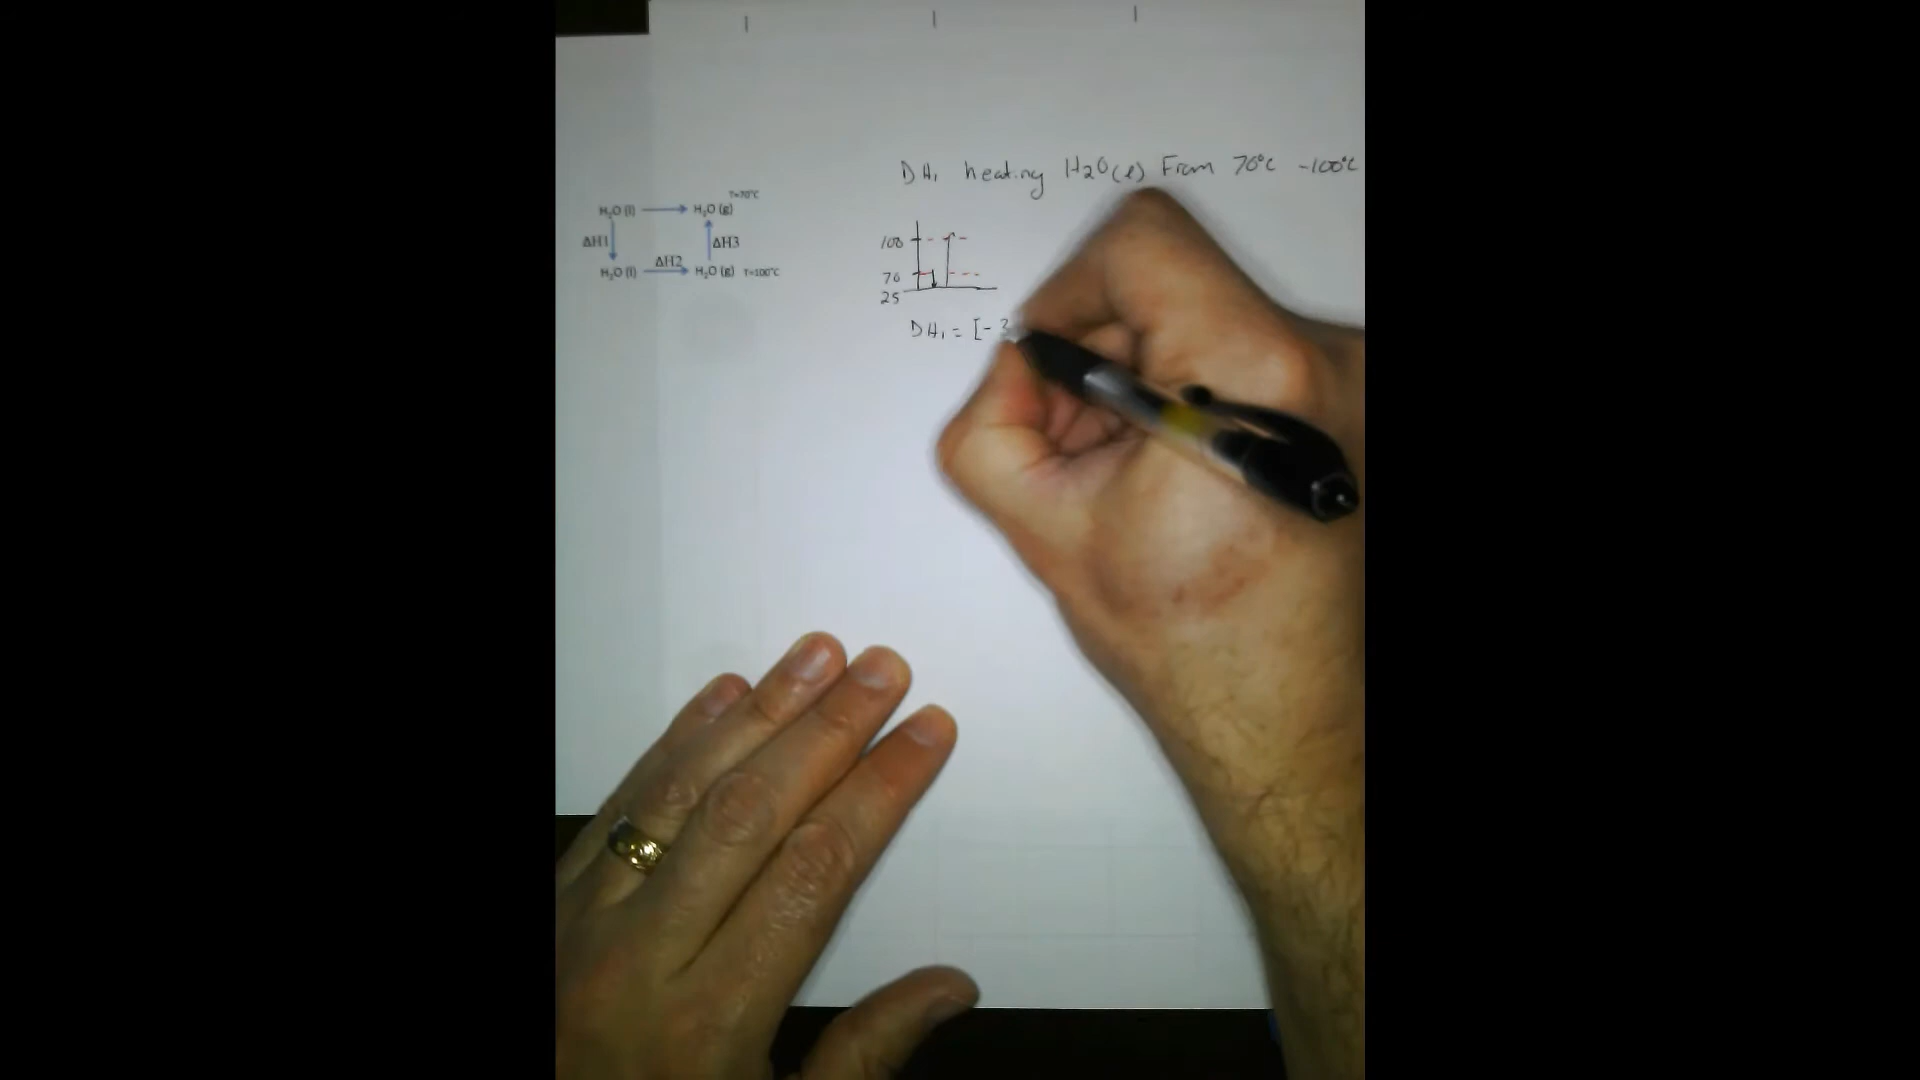 DH₁ heating H₂O(l) From 70°C -100°C
T=70°C
H₂O (l) H₂O (g)
ΔH1 ΔH3
ΔH2
H₂O (l) H₂O (g) T=100°C
100
70
25
DH₁ = [-